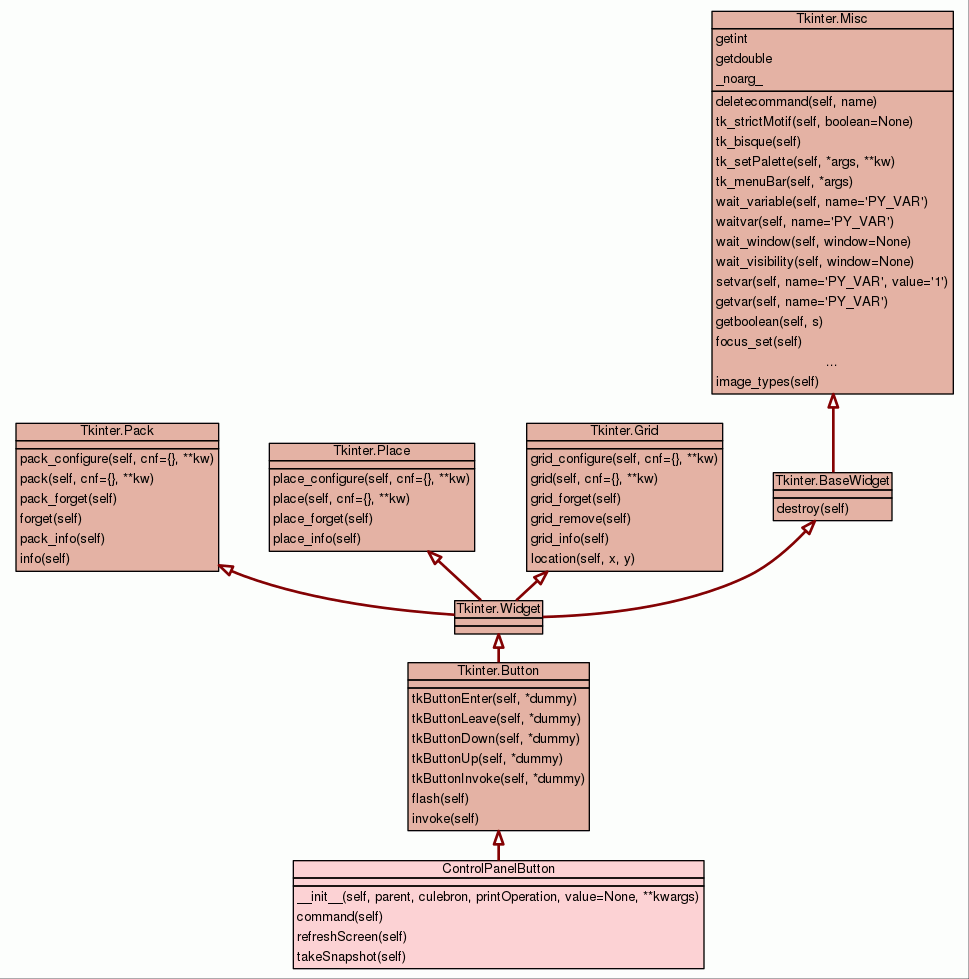 Tkinter.Misc
getint
getdouble
_noarg_
deletecommand(self, name)
tk_strictMotif(self, boolean=None)
tk_bisque(self)
tk_setPalette(self, *args, **kw)
tk_menuBar(self, *args)
wait_variable(self, name='PY_VAR')
waitvar(self, name='PY_VAR')
wait_window(self, window=None)
wait_visibility(self, window=None)
setvar(self, name='PY_VAR', value='1')
getvar(self, name='PY_VAR')
getboolean(self, s)
focus_set(self)
...
image_types(self)
Tkinter.Pack
pack_configure(self, cnf={}, **kw)
pack(self, cnf={}, **kw)
pack_forget(self)
forget(self)
pack_info(self)
info(self)
Tkinter.Place
place_configure(self, cnf={}, **kw)
place(self, cnf={}, **kw)
place_forget(self)
place_info(self)
Tkinter.Grid
grid_configure(self, cnf={}, **kw)
grid(self, cnf={}, **kw)
grid_forget(self)
grid_remove(self)
grid_info(self)
location(self, x, y)
Tkinter.BaseWidget
destroy(self)
Tkinter.Widget
Tkinter.Button
tkButtonEnter(self, *dummy)
tkButtonLeave(self, *dummy)
tkButtonDown(self, *dummy)
tkButtonUp(self, *dummy)
tkButtonInvoke(self, *dummy)
flash(self)
invoke(self)
ControlPanelButton
__init__(self, parent, culebron, printOperation, value=None, **kwargs)
command(self)
refreshScreen(self)
takeSnapshot(self)